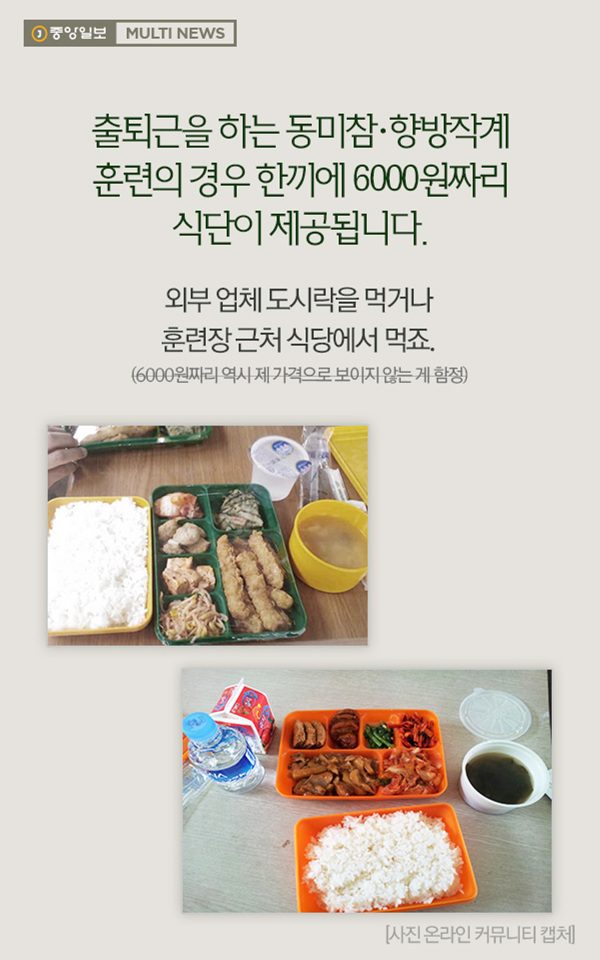 중앙일보 MULTI NEWS
출퇴근을 하는 동미참·향방작계
훈련의 경우 한끼에 6000원짜리
식단이 제공됩니다.
외부 업체 도시락을 먹거나
훈련장 근처 식당에서 먹죠.
(6000원짜리 역시 제 가격으로 보이지 않는 게 함정)
[사진 온라인 커뮤니티 캡처]